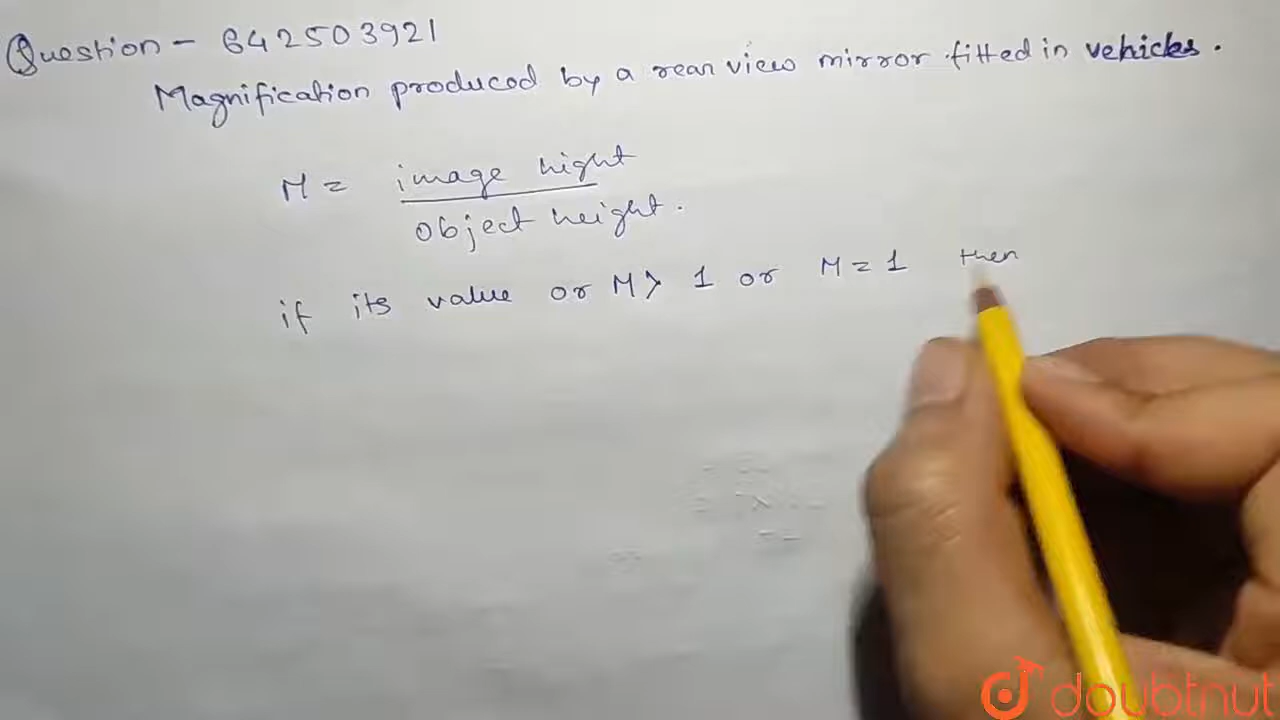 Question - 642503921
Magnification produced by a rear view mirror fitted in vehicles.
M = image hight
object height.
if its value or M > 1 or M = 1 then
doubtnut